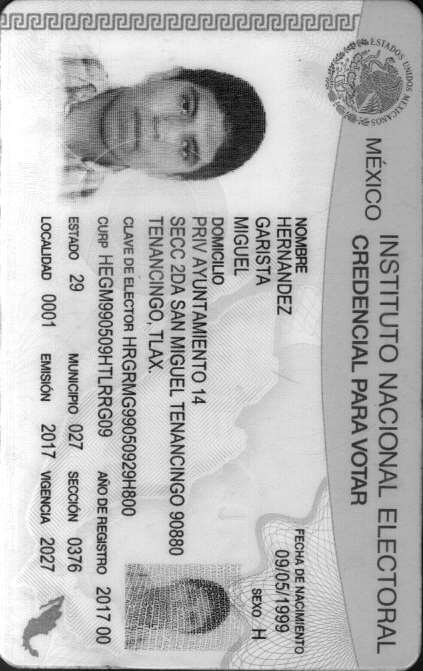 ESTADOS UNIDOS MEXICANOS
MÉXICO INSTITUTO NACIONAL ELECTORAL
CREDENCIAL PARA VOTAR
NOMBRE
HERNANDEZ
GARISTA
MIGUEL
FECHA DE NACIMIENTO
09/05/1999
SEXO H
DOMICILIO
PRIV AYUNTAMIENTO 14
SECC 2DA SAN MIGUEL TENANCINGO 90880
TENANCINGO, TLAX.
CLAVE DE ELECTOR HRGRMG99050929H800
CURP HEGM990509HTLRRG09 AÑO DE REGISTRO 2017 00
ESTADO 29 MUNICIPIO 027 SECCIÓN 0376
LOCALIDAD 0001 EMISIÓN 2017 VIGENCIA 2027